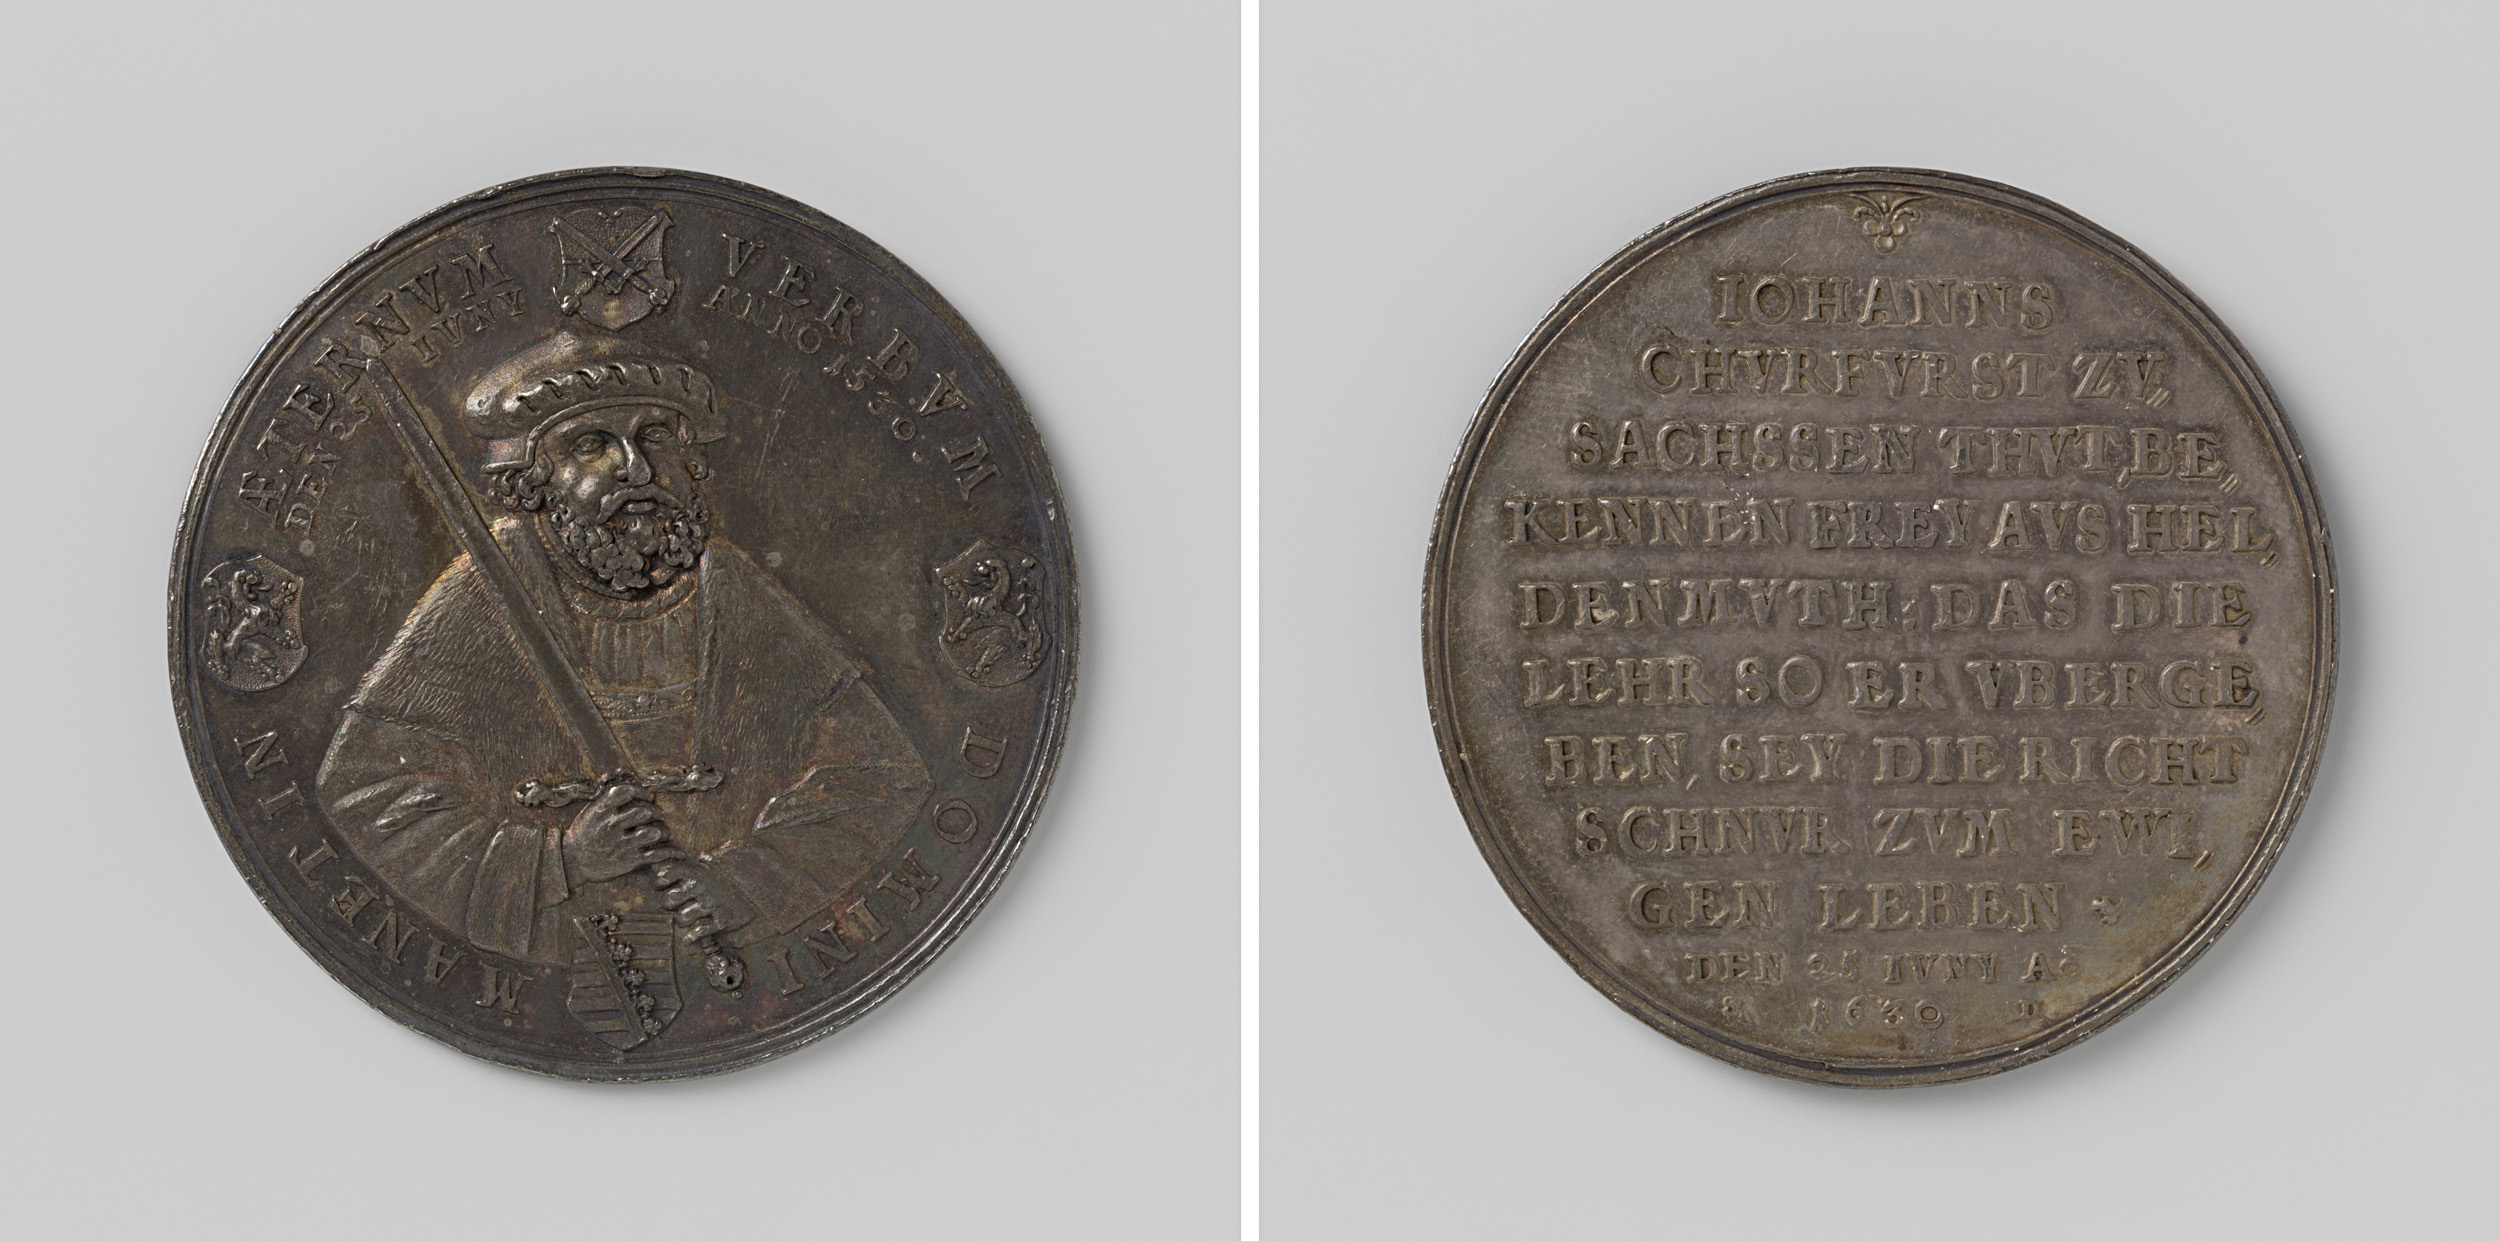 VERBVM DOMINI MANET IN ÆTERNVM
ANNO 1530. DEN 25 IVNY
IOHANNS
CHVRFVRST ZV,,
SACHSSEN THVT,BE,,
KENNEN FREY AVS HEL,,
DENMVTH: DAS DIE
LEHR SO ER VBERGE,,
BEN, SEY DIE RICHT
SCHNVR ZVM EWI,,
GEN LEBEN
DEN 25 IVNY Aō
1630